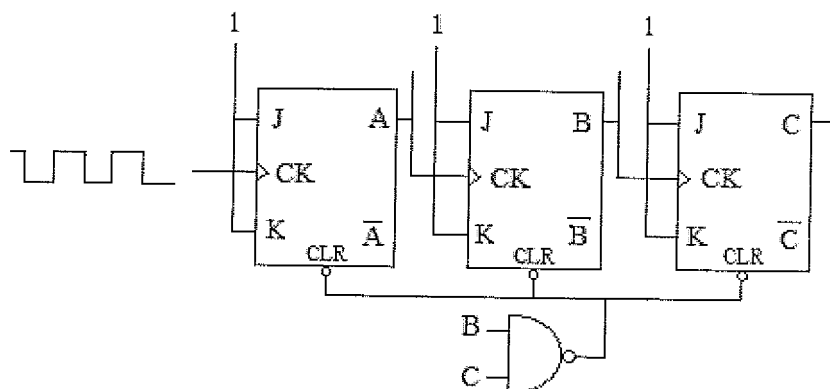 1 1 1
J A J B J C
CK CK CK
K A̅ K B̅ K C̅
CLR CLR CLR
B
C